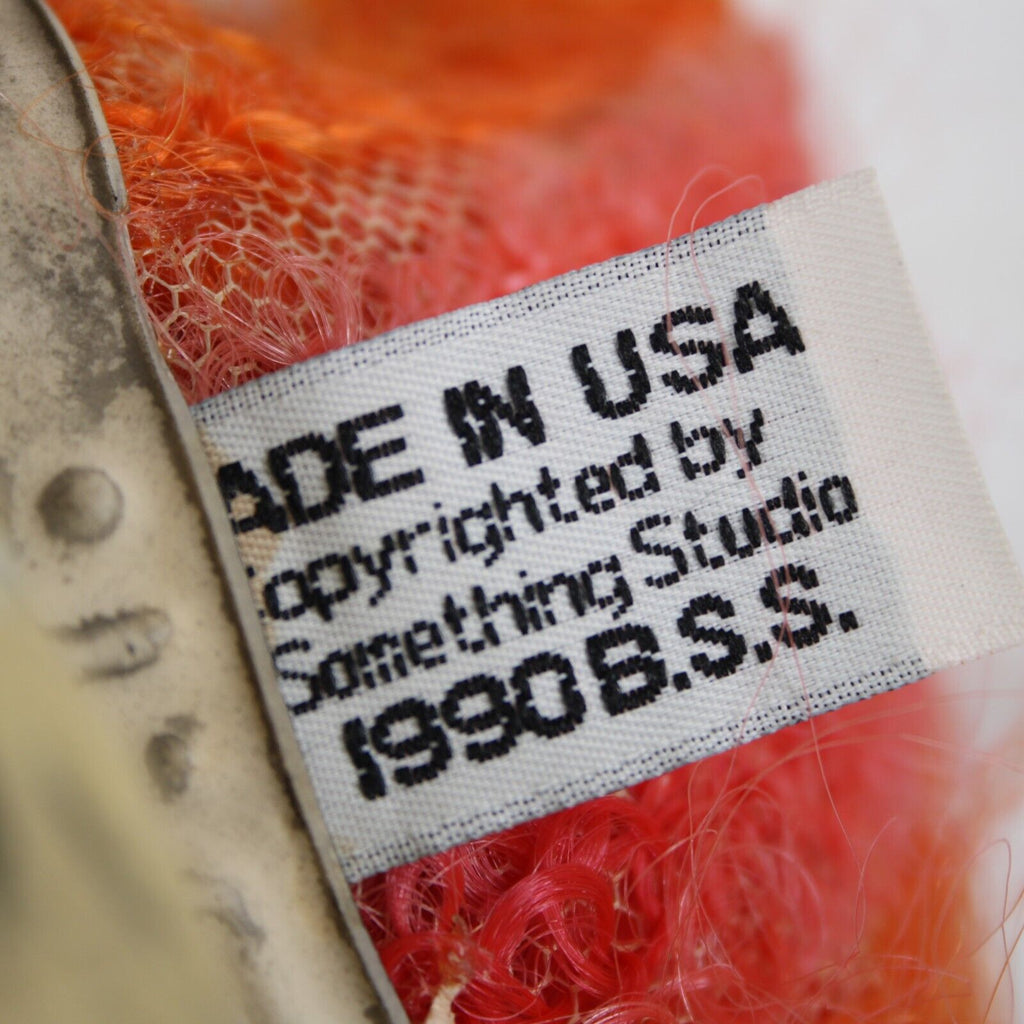 ADE IN USA
opyrighted by
Something Studio
1990 B.S.S.